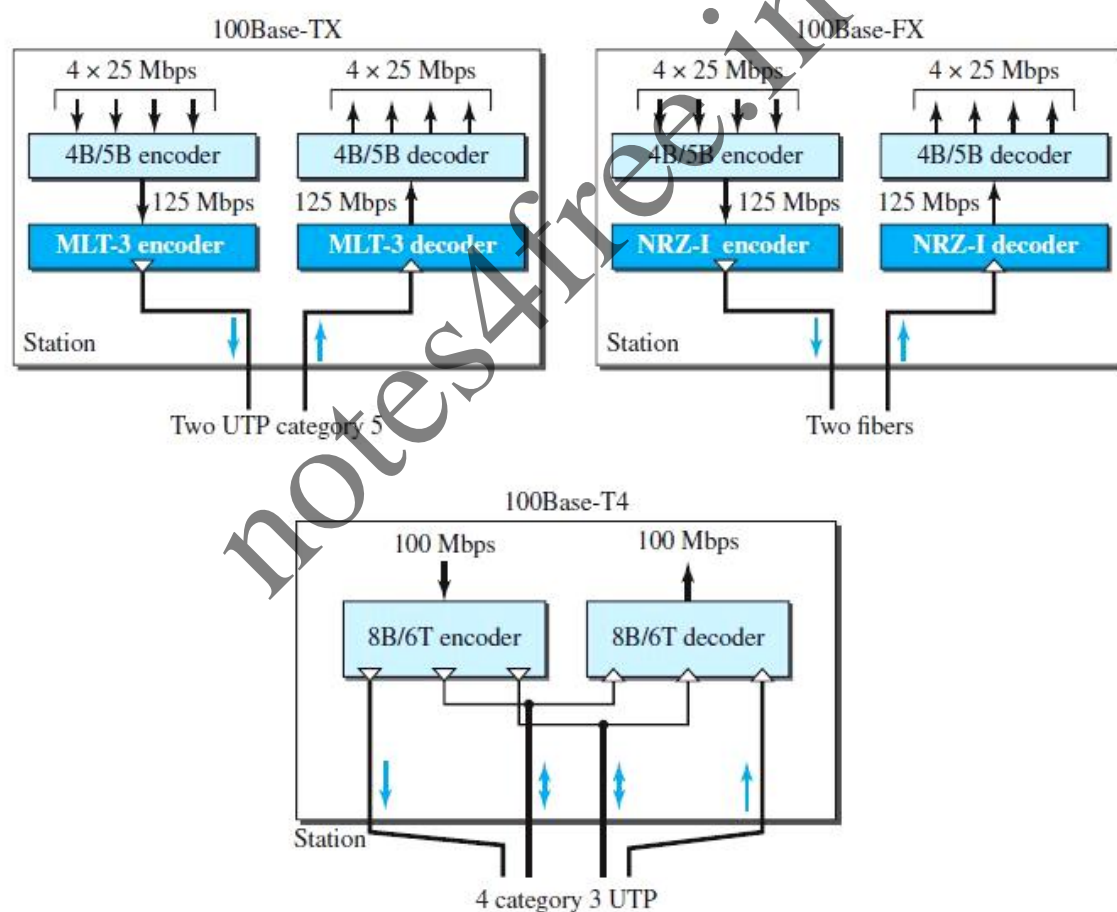 100Base-TX
4 × 25 Mbps
4 × 25 Mbps
4B/5B encoder
4B/5B decoder
125 Mbps
125 Mbps
MLT-3 encoder
MLT-3 decoder
Station
Two UTP category 5
100Base-FX
4 × 25 Mbps
4 × 25 Mbps
4B/5B encoder
4B/5B decoder
125 Mbps
125 Mbps
NRZ-I encoder
NRZ-I decoder
Station
Two fibers
100Base-T4
100 Mbps
100 Mbps
8B/6T encoder
8B/6T decoder
Station
4 category 3 UTP
notes4free.in